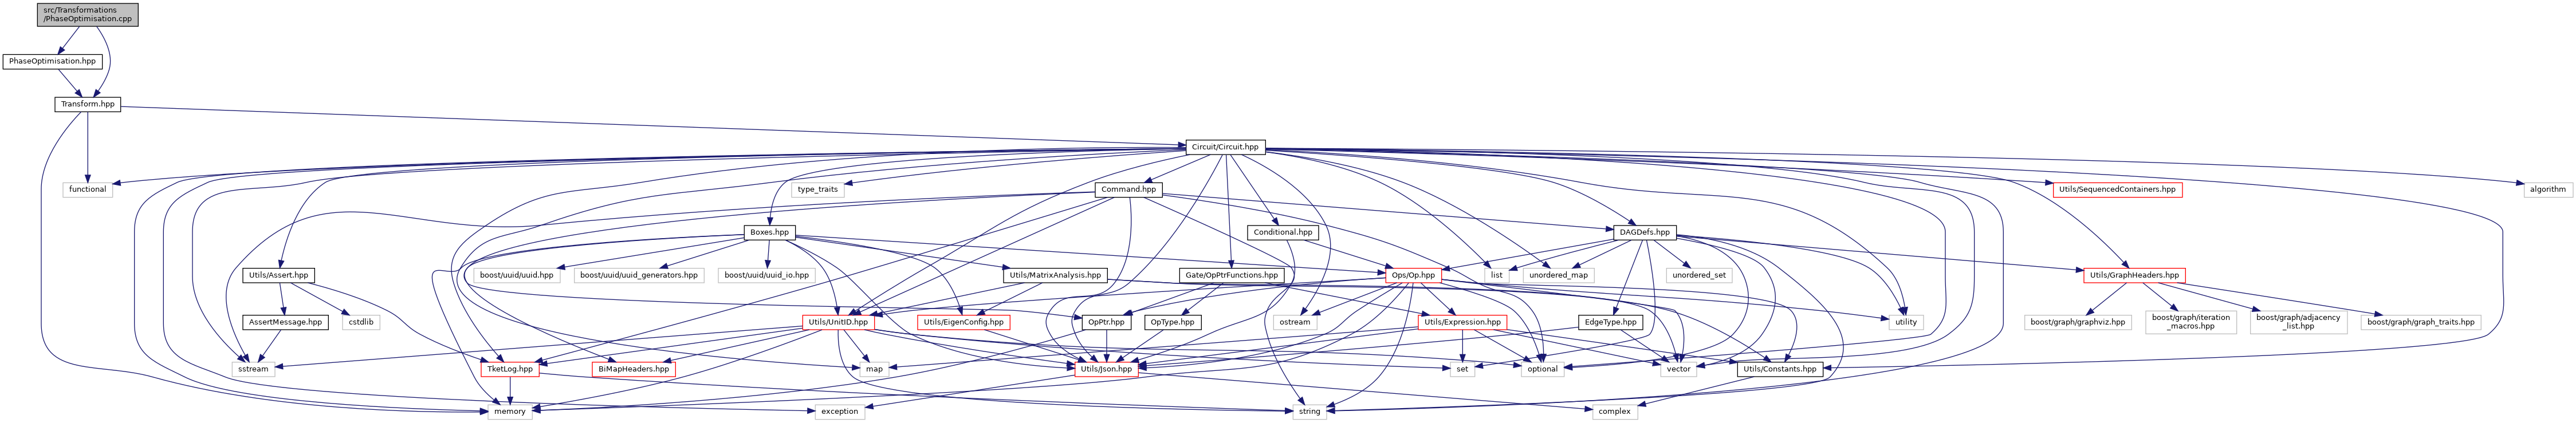 src/Transformations
/PhaseOptimisation.cpp
PhaseOptimisation.hpp
Transform.hpp
Circuit/Circuit.hpp
functional
type_traits
Command.hpp
Utils/SequencedContainers.hpp
algorithm
Boxes.hpp
Conditional.hpp
DAGDefs.hpp
Utils/Assert.hpp
boost/uuid/uuid.hpp
boost/uuid/uuid_generators.hpp
boost/uuid/uuid_io.hpp
Utils/MatrixAnalysis.hpp
Gate/OpPtrFunctions.hpp
Ops/Op.hpp
list
unordered_map
unordered_set
Utils/GraphHeaders.hpp
AssertMessage.hpp
cstdlib
Utils/UnitID.hpp
Utils/EigenConfig.hpp
OpPtr.hpp
OpType.hpp
ostream
Utils/Expression.hpp
EdgeType.hpp
utility
boost/graph/graphviz.hpp
boost/graph/iteration
_macros.hpp
boost/graph/adjacency
_list.hpp
boost/graph/graph_traits.hpp
sstream
TketLog.hpp
BiMapHeaders.hpp
map
Utils/Json.hpp
set
optional
vector
Utils/Constants.hpp
memory
exception
string
complex